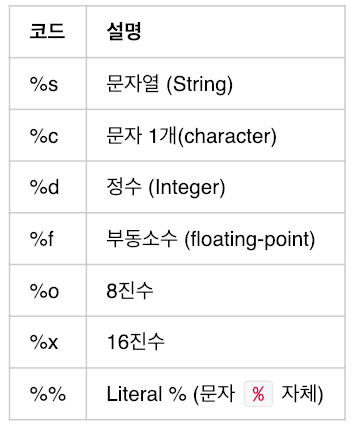 코드 설명
%s 문자열 (String)
%c 문자 1개(character)
%d 정수 (Integer)
%f 부동소수 (floating-point)
%o 8진수
%x 16진수
%% Literal % (문자 % 자체)